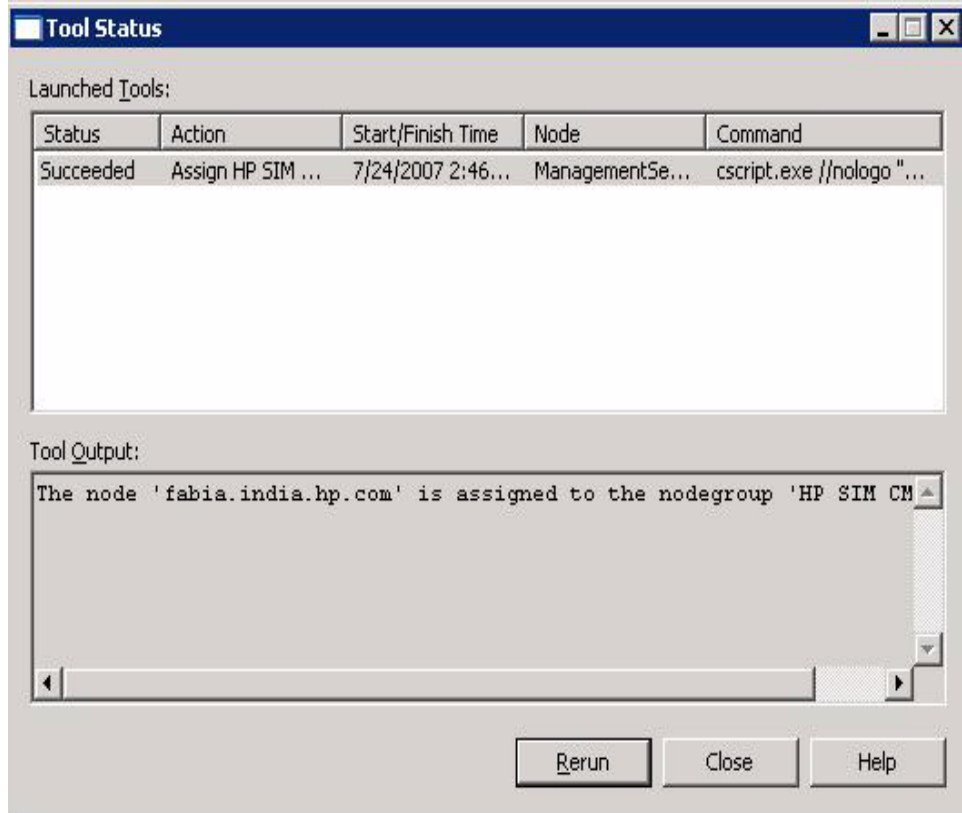 Tool Status
Launched Tools:
Status Action Start/Finish Time Node Command
Succeeded Assign HP SIM ... 7/24/2007 2:46... ManagementSe... cscript.exe //nologo "...
Tool Output:
The node 'fabia.india.hp.com' is assigned to the nodegroup 'HP SIM CM
Rerun Close Help